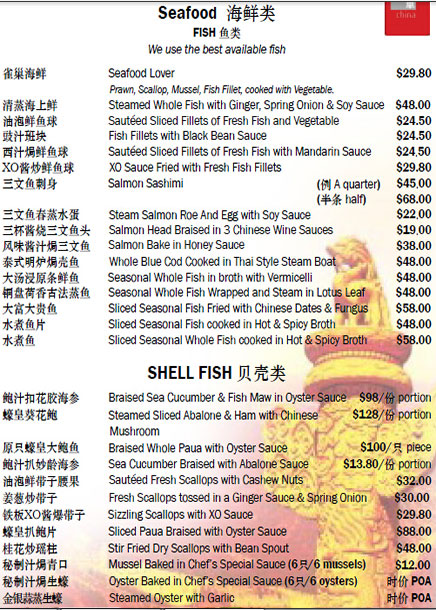 Seafood 海鲜类
china
FISH 鱼类
We use the best available fish
雀巢海鲜 Seafood Lover $29.80
Prawn, Scallop, Mussel, Fish Fillet, cooked with Vegetable.
清蒸海上鲜 Steamed Whole Fish with Ginger, Spring Onion & Soy Sauce $48.00
油泡鲜鱼球 Sautéed Sliced Fillets of Fresh Fish and Vegetable $24.50
豉汁斑块 Fish Fillets with Black Bean Sauce $24.50
西汁焗鲜鱼球 Sautéed Sliced Fillets of Fresh Fish with Mandarin Sauce $24.50
XO酱炒鲜鱼球 XO Sauce Fried with Fresh Fish Fillets $29.80
三文鱼刺身 Salmon Sashimi (例 A quarter) $45.00
(半条 half) $68.00
三文鱼春蒸水蛋 Steam Salmon Roe And Egg with Soy Sauce $22.00
三杯酱烧三文鱼头 Salmon Head Braised in 3 Chinese Wine Sauces $19.00
风味酱汁焗三文鱼 Salmon Bake in Honey Sauce $38.00
泰式明炉焗壳鱼 Whole Blue Cod Cooked in Thai Style Steam Boat $48.00
大汤浸原条鲜鱼 Seasonal Whole Fish in broth with Vermicelli $48.00
铜盘荷香古法蒸鱼 Seasonal Whole Fish Wrapped and Steam in Lotus Leaf $48.00
大富大贵鱼 Sliced Seasonal Fish Fried with Chinese Dates & Fungus $58.00
水煮鱼片 Sliced Seasonal Fish cooked in Hot & Spicy Broth $48.00
水煮鱼 Sliced Seasonal Whole Fish cooked in Hot & Spicy Broth $58.00
SHELL FISH 贝壳类
鲍汁扣花胶海参 Braised Sea Cucumber & Fish Maw in Oyster Sauce $98/份 portion
蠔皇葵花鲍 Steamed Sliced Abalone & Ham with Chinese $128/份 portion
Mushroom
原只蠔皇大鲍鱼 Braised Whole Paua with Oyster Sauce $100/只 piece
鲍汁扒妙龄海参 Sea Cucumber Braised with Abalone Sauce $13.80/份 portion
油泡鲜带子腰果 Sautéed Fresh Scallops with Cashew Nuts $32.00
姜葱炒带子 Fresh Scallops tossed in a Ginger Sauce & Spring Onion $30.00
铁板XO酱爆带子 Sizzling Scallops with XO Sauce $29.80
蠔皇扒鲍片 Sliced Paua Braised with Oyster Sauce $88.00
桂花炒瑶柱 Stir Fried Dry Scallops with Bean Spout $48.00
秘制汁焗青口 Mussel Baked in Chef's Special Sauce (6只/6 mussels) $12.00
秘制汁焗生蠔 Oyster Baked in Chef's Special Sauce (6只/6 oysters) 时价 POA
金银蒜蒸生蠔 Steamed Oyster with Garlic 时价 POA